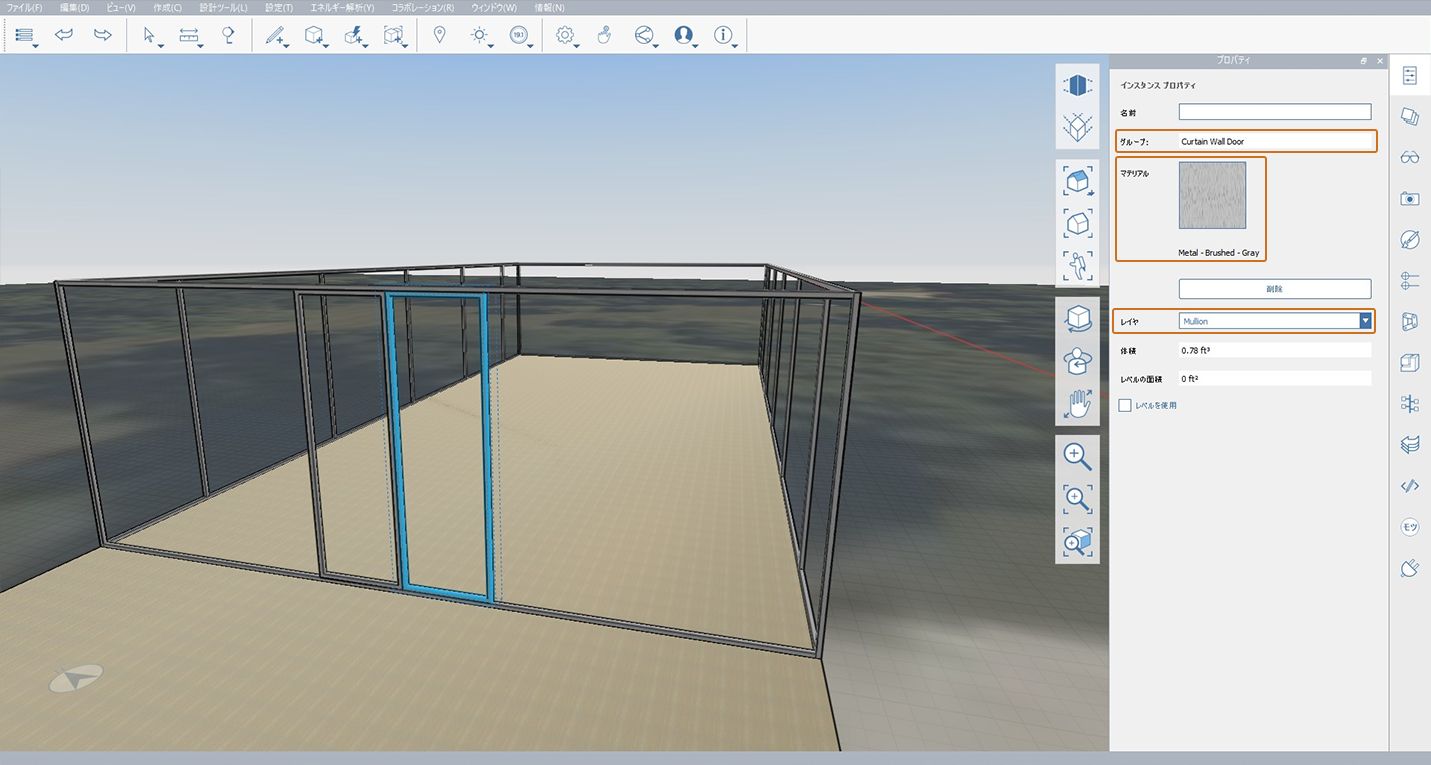 ファイル(F) 編集(D) ビュー(V) 作成(C) 設計ツール(L) 設定(T) エネルギー解析(Y) コラボレーション(R) ウィンドウ(W) 情報(N)
プロパティ
インスタンス プロパティ
名前
グループ: Curtain Wall Door
マテリアル
Metal - Brushed - Gray
削除
レイヤ Mullion
体積 0.78 ft³
レベルの面積 0 ft²
レベルを使用